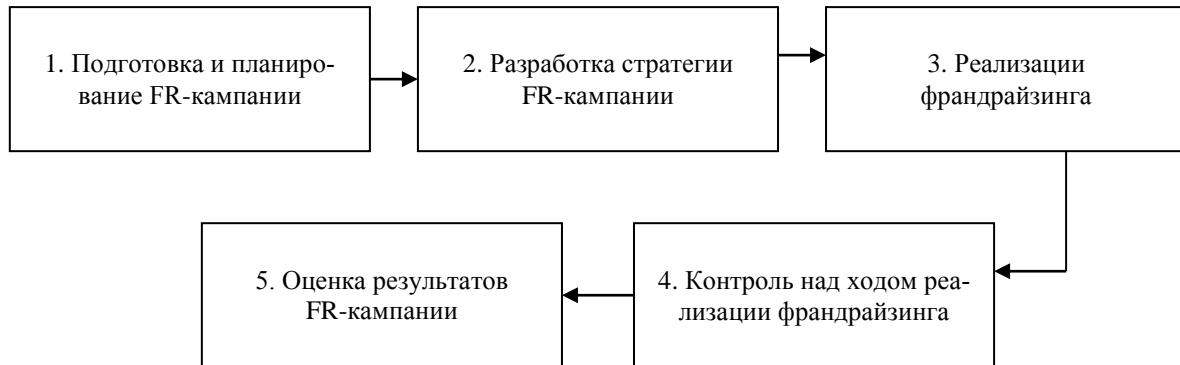 1. Подготовка и планиро-
вание FR-кампании
2. Разработка стратегии
FR-кампании
3. Реализации
франдрайзинга
4. Контроль над ходом реа-
лизации франдрайзинга
5. Оценка результатов
FR-кампании